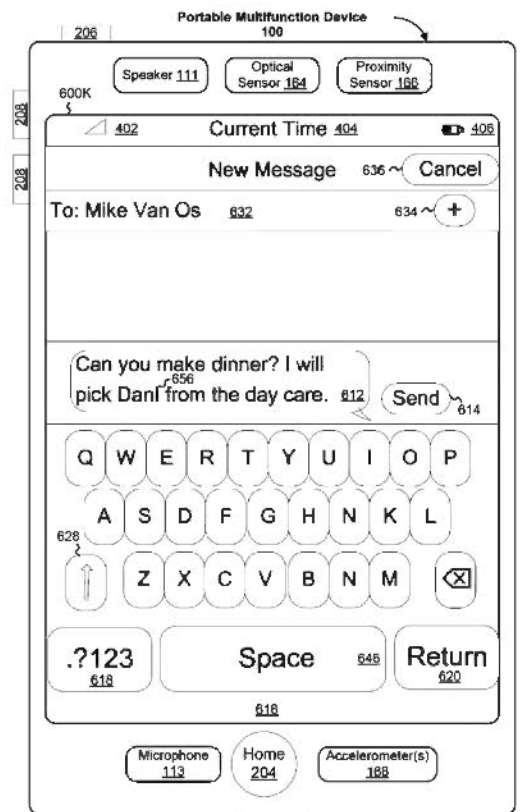 Portable Multifunction Device
100
206
Speaker 111
Optical
Sensor 164
Proximity
Sensor 166
600K
208
208
402 Current Time 404 406
New Message 636 Cancel
To: Mike Van Os 632 634 +
Can you make dinner? I will
656
pick Dani from the day care. 612 Send 614
Q W E R T Y U I O P
A S D F G H N K L
628
Z X C V B N M
.?123 Space 646 Return
618 620
616
Microphone
113
Home
204
Accelerometer(s)
168